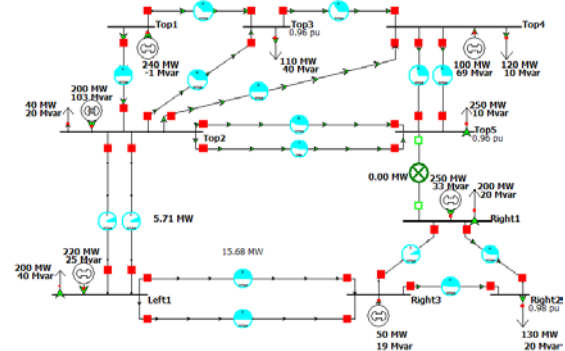 Top1
Top3
0.96 pu
Top4
240 MW
-1 Mvar
110 MW
40 Mvar
100 MW
69 Mvar
120 MW
10 Mvar
200 MW
103 Mvar
40 MW
20 Mvar
Top2
250 MW
10 Mvar
Top5
0.96 pu
0.00 MW
250 MW
33 Mvar
200 MW
20 Mvar
Right1
5.71 MW
15.68 MW
220 MW
25 Mvar
200 MW
40 Mvar
Left1
Right3
Right2
0.98 pu
50 MW
19 Mvar
130 MW
20 Mvar